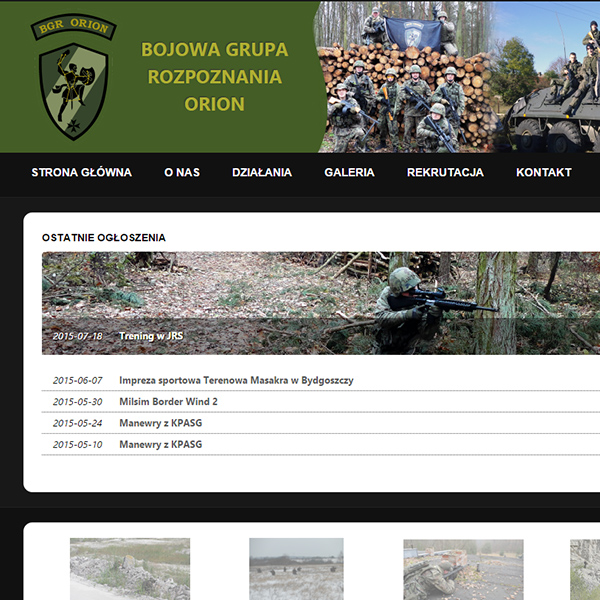 BGR ORION
BOJOWA GRUPA
ROZPOZNANIA
ORION
STRONA GŁÓWNA O NAS DZIAŁANIA GALERIA REKRUTACJA KONTAKT
OSTATNIE OGŁOSZENIA
2015-07-18 Trening w JRS
2015-06-07 Impreza sportowa Terenowa Masakra w Bydgoszczy
2015-05-30 Milsim Border Wind 2
2015-05-24 Manewry z KPASG
2015-05-10 Manewry z KPASG